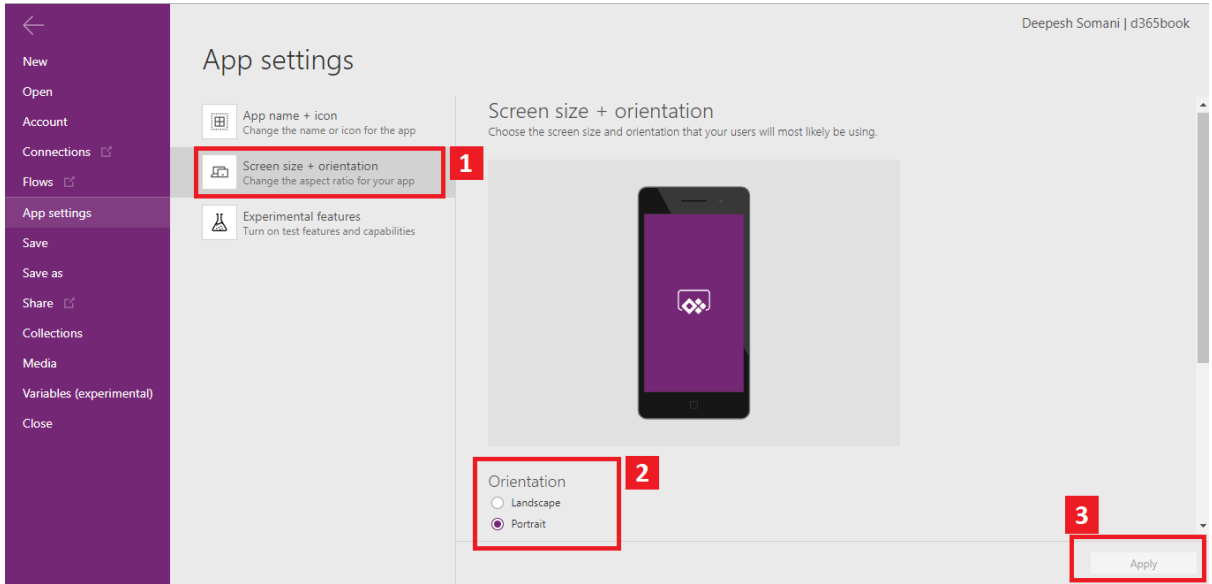 Deepesh Somani | d365book
New
Open
Account
Connections
Flows
App settings
Save
Save as
Share
Collections
Media
Variables (experimental)
Close
App settings
App name + icon
Change the name or icon for the app
Screen size + orientation
Change the aspect ratio for your app
1
Experimental features
Turn on test features and capabilities
Screen size + orientation
Choose the screen size and orientation that your users will most likely be using.
Orientation
Landscape
Portrait
2
3
Apply